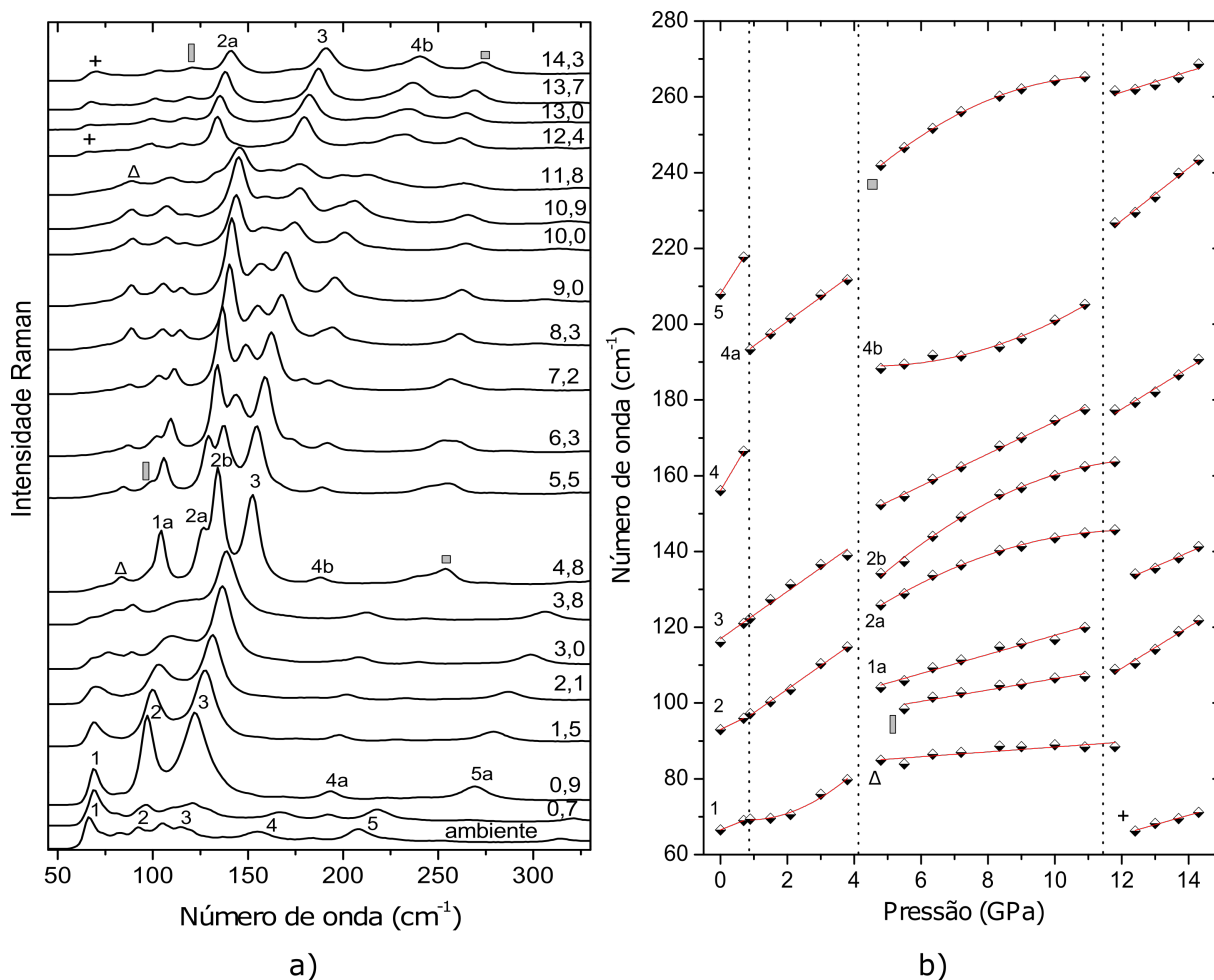 +
2a
3
4b
14,3
13,7
13,0
+
12,4
Δ
11,8
10,9
10,0
9,0
8,3
7,2
6,3
5,5
2b
1a
2a
3
Δ
4b
4,8
3,8
3,0
2,1
1,5
1
2
3
4a
5a
0,9
0,7
1
2
3
4
5
ambiente
50 100 150 200 250 300
Número de onda (cm⁻¹)
Intensidade Raman
a)
280
260
240
220
200
180
160
140
120
100
80
60
Número de onda (cm⁻¹)
5
4a
4
3
2
1
4b
2b
2a
1a
Δ
+
0 2 4 6 8 10 12 14
Pressão (GPa)
b)